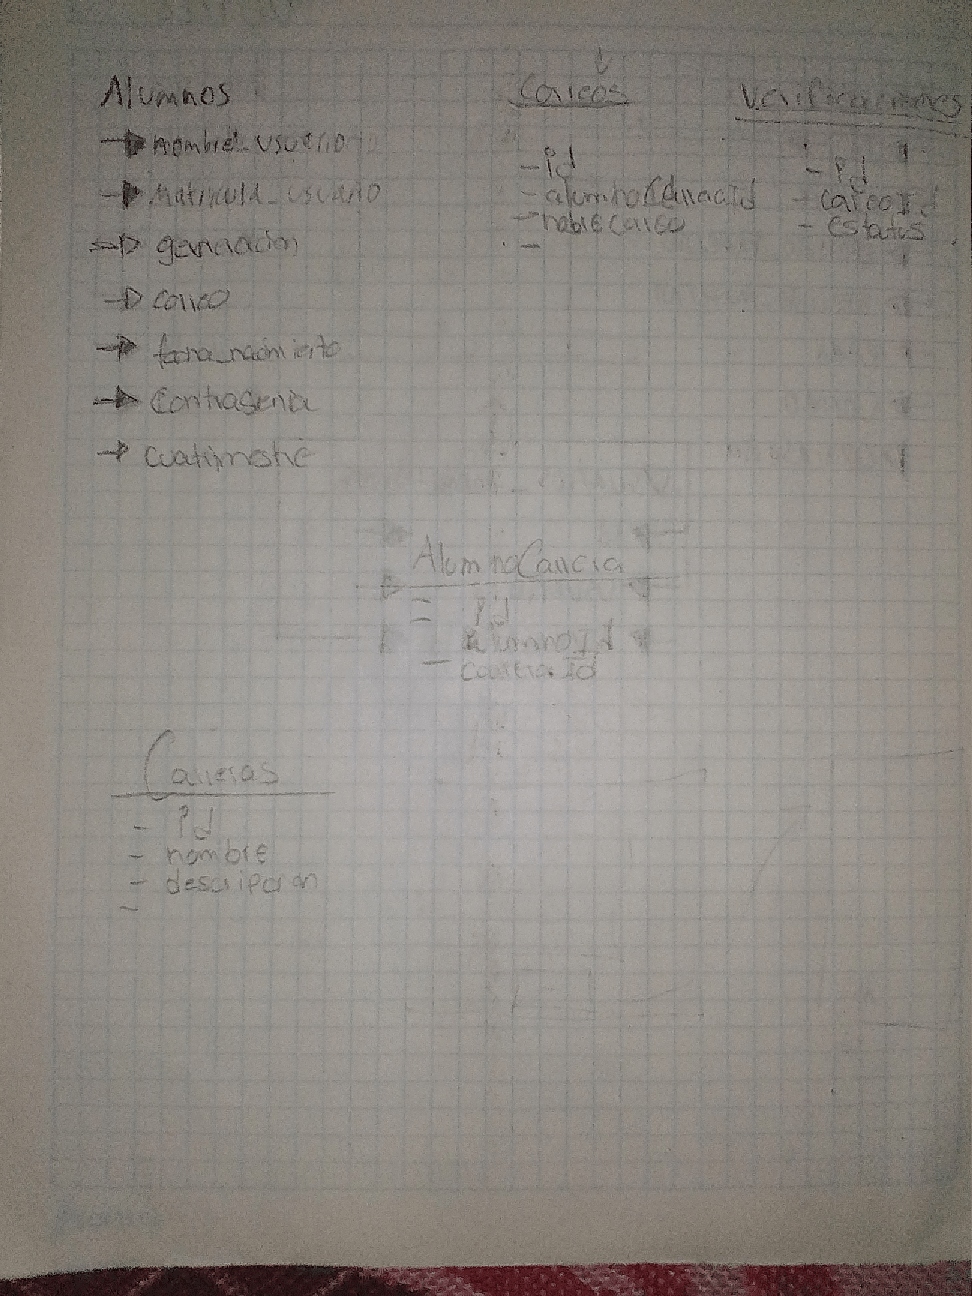 Alumnos
nombre_usuario
Matricula_usuario
generación
correo
fecha_nacimiento
Contraseña
cuatrimestre
Correos
- id
- alumnoCarreraId
- nobreCorreo
-
Verificaciones
- id
- correoId
- Estatus
AlumnoCarrera
- id
alumnoId
- carreraId
Carreras
- id
- nombre
- descripcion
-